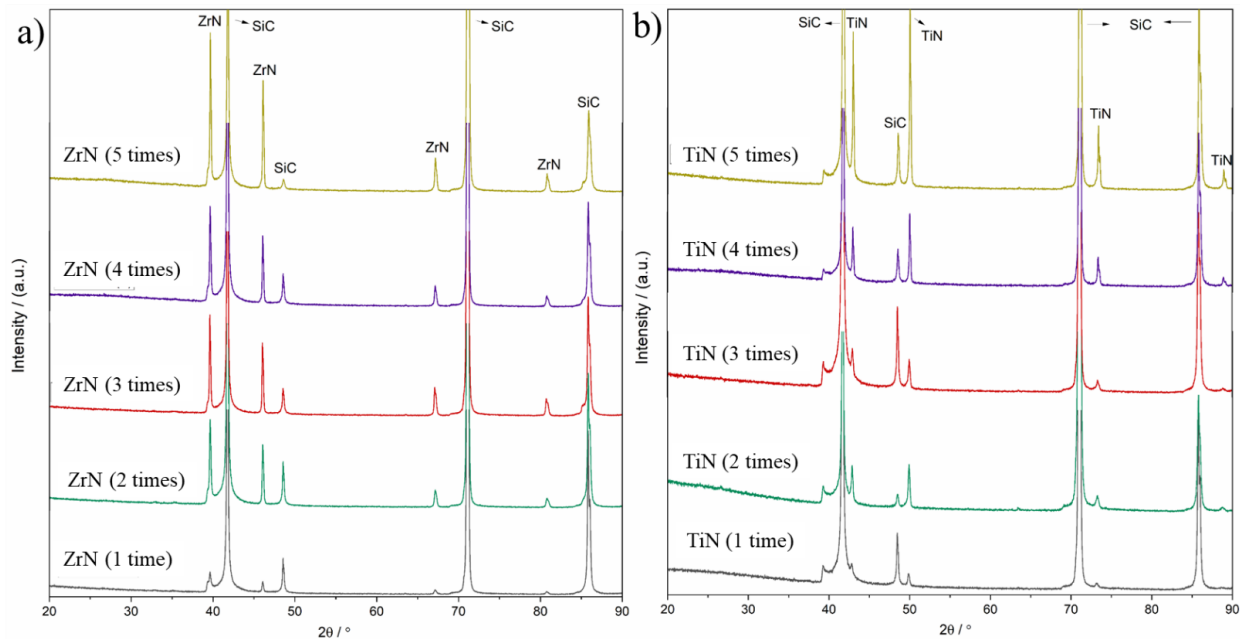 a)
ZrN
SiC
SiC
ZrN
SiC
ZrN
ZrN
SiC
ZrN (5 times)
ZrN (4 times)
ZrN (3 times)
ZrN (2 times)
ZrN (1 time)
Intensity / (a.u.)
20 30 40 50 60 70 80 90
2θ / °
b)
SiC TiN
TiN
SiC
SiC
TiN
TiN
TiN (5 times)
TiN (4 times)
TiN (3 times)
TiN (2 times)
TiN (1 time)
Intensity / (a.u.)
20 30 40 50 60 70 80 90
2θ / °